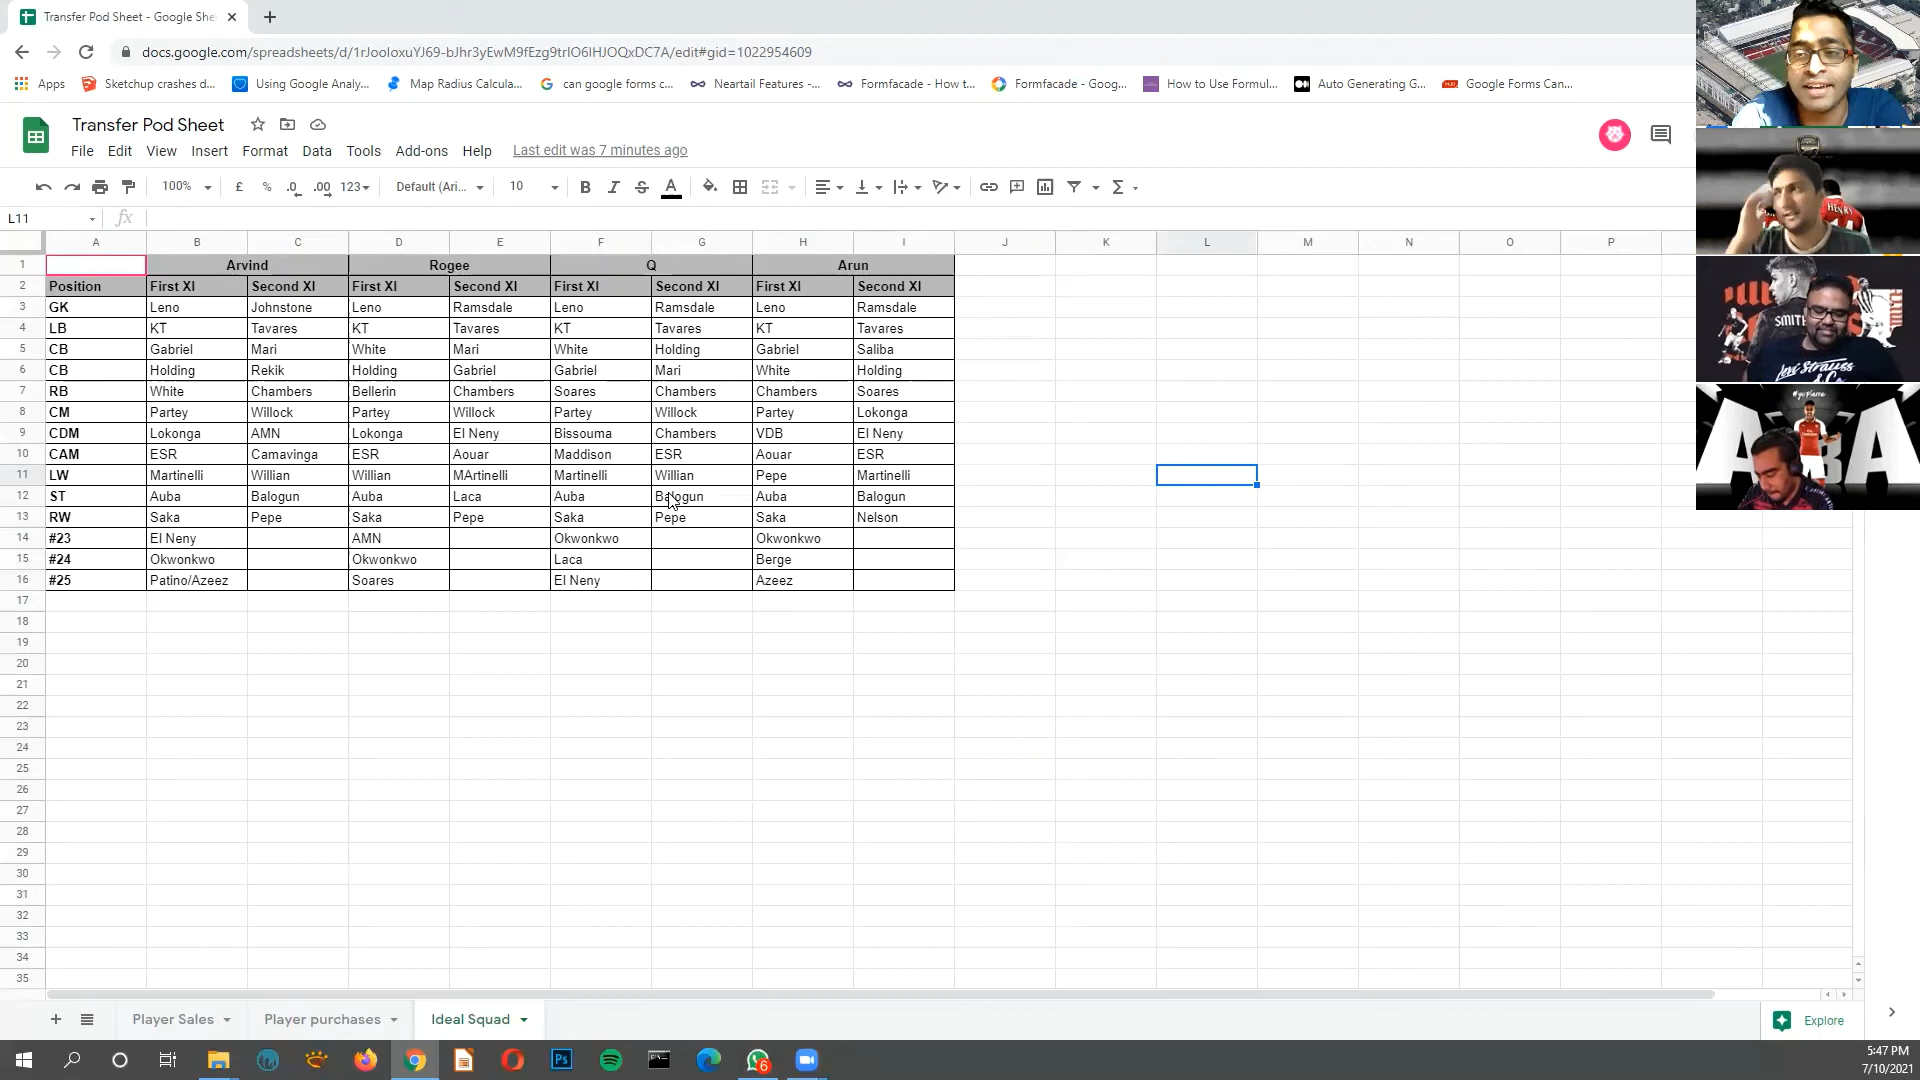 Transfer Pod Sheet - Google She
docs.google.com/spreadsheets/d/1rJooIoxuYJ69-bJhr3yEwM9fEzg9trIO6IHJOQxDC7A/edit#gid=1022954609
Apps Sketchup crashes d... Using Google Analy... Map Radius Calcula... can google forms c... Neartail Features -... Formfacade - How t... Formfacade - Goog... How to Use Formul... Auto Generating G... Google Forms Can...
Transfer Pod Sheet
File Edit View Insert Format Data Tools Add-ons Help Last edit was 7 minutes ago
100% £ % .0 .00 123 Default (Ari... 10 B I S A Σ
L11 fx
A B C D E F G H I J K L M N O P
1 Arvind Rogee Q Arun
2 Position First XI Second XI First XI Second XI First XI Second XI First XI Second XI
3 GK Leno Johnstone Leno Ramsdale Leno Ramsdale Leno Ramsdale
4 LB KT Tavares KT Tavares KT Tavares KT Tavares
5 CB Gabriel Mari White Mari White Holding Gabriel Saliba
6 CB Holding Rekik Holding Gabriel Gabriel Mari White Holding
7 RB White Chambers Bellerin Chambers Soares Chambers Chambers Soares
8 CM Partey Willock Partey Willock Partey Willock Partey Lokonga
9 CDM Lokonga AMN Lokonga El Neny Bissouma Chambers VDB El Neny
10 CAM ESR Camavinga ESR Aouar Maddison ESR Aouar ESR
11 LW Martinelli Willian Willian MArtinelli Martinelli Willian Pepe Martinelli
12 ST Auba Balogun Auba Laca Auba Balogun Auba Balogun
13 RW Saka Pepe Saka Pepe Saka Pepe Saka Nelson
14 #23 El Neny AMN Okwonkwo Okwonkwo
15 #24 Okwonkwo Okwonkwo Laca Berge
16 #25 Patino/Azeez Soares El Neny Azeez
17
18
19
20
21
22
23
24
25
26
27
28
29
30
31
32
33
34
35
Player Sales Player purchases Ideal Squad Explore
Ps 6
5:47 PM
7/10/2021
HENRY
SMITH
Levi Strauss
& Co